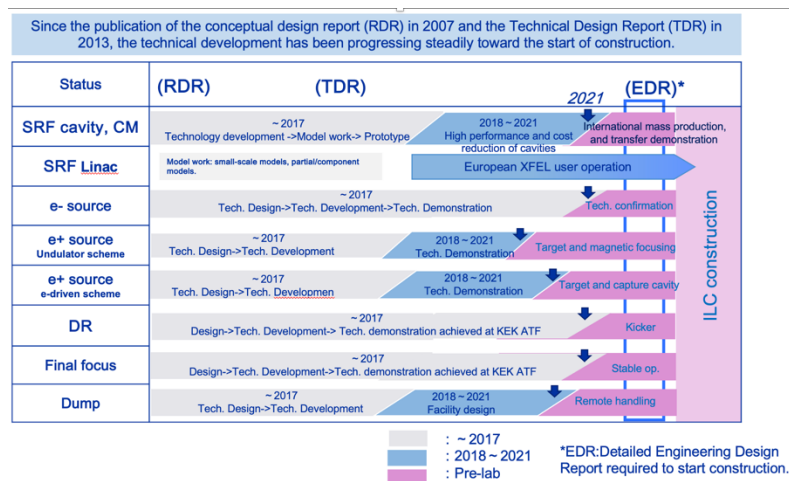 Since the publication of the conceptual design report (RDR) in 2007 and the Technical Design Report (TDR) in
2013, the technical development has been progressing steadily toward the start of construction.
Status
(RDR)
(TDR)
2021
(EDR)*
SRF cavity, CM
~2017
Technology development ->Model work-> Prototype
2018~2021
High performance and cost
reduction of cavities
International mass production,
and transfer demonstration
SRF Linac
Model work: small-scale models, partial/component
models.
European XFEL user operation
e- source
~2017
Tech. Design->Tech. Development->Tech. Demonstration
Tech. confirmation
e+ source
Undulator scheme
~2017
Tech. Design->Tech. Development
2018~2021
Tech. Demonstration
Target and magnetic focusing
e+ source
e-driven scheme
~2017
Tech. Design->Tech. Developmen
2018~2021
Tech. Demonstration
Target and capture cavity
DR
~2017
Design->Tech. Development-> Tech. demonstration achieved at KEK ATF
Kicker
Final focus
~2017
Design->Tech. Development->Tech. demonstration achieved at KEK ATF
Stable op.
Dump
~2017
Tech. Design->Tech. Development
2018~2021
Facility design
Remote handling
ILC construction
: ~2017
: 2018~2021
: Pre-lab
*EDR:Detailed Engineering Design
Report required to start construction.